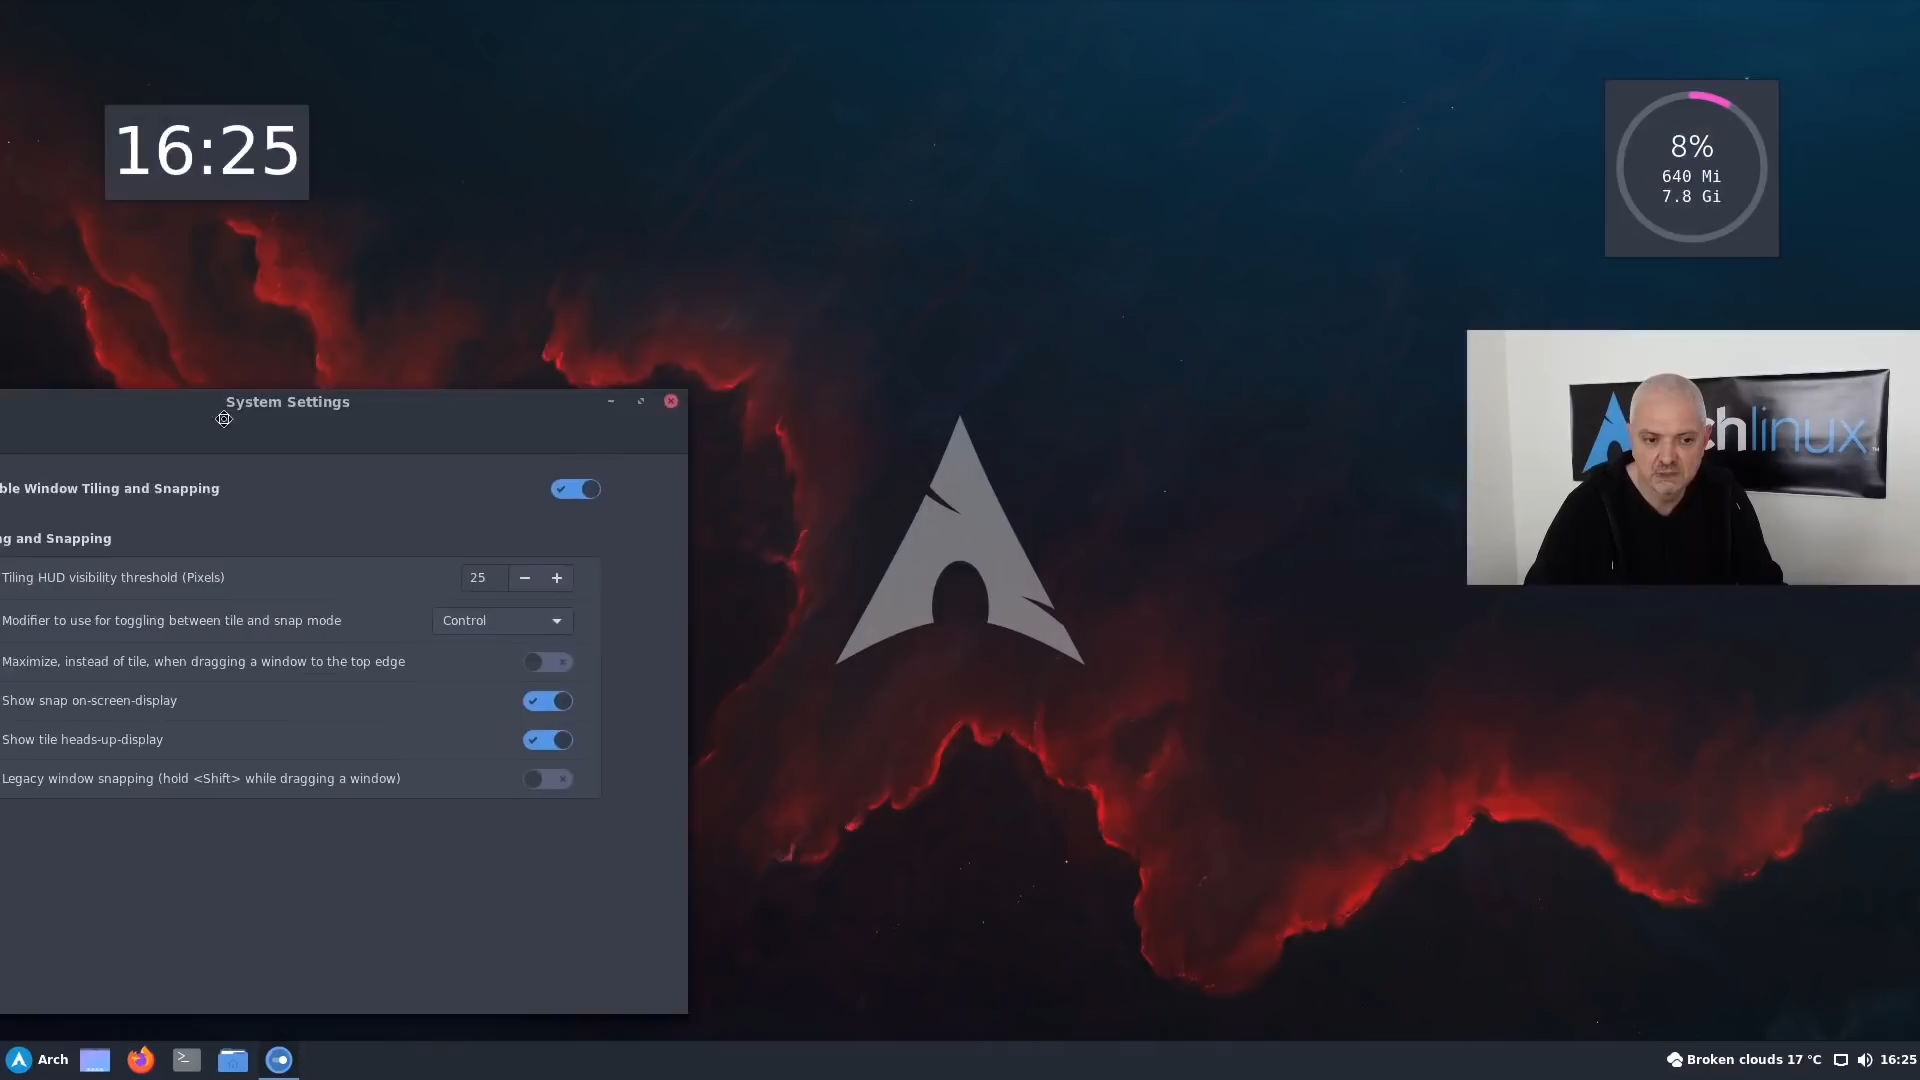 16:25
8%
640 Mi
7.8 Gi
System Settings
ble Window Tiling and Snapping
ng and Snapping
Tiling HUD visibility threshold (Pixels)
25
Modifier to use for toggling between tile and snap mode
Control
Maximize, instead of tile, when dragging a window to the top edge
Show snap on-screen-display
Show tile heads-up-display
Legacy window snapping (hold <Shift> while dragging a window)
chlinux
Arch
Broken clouds 17 °C
16:25